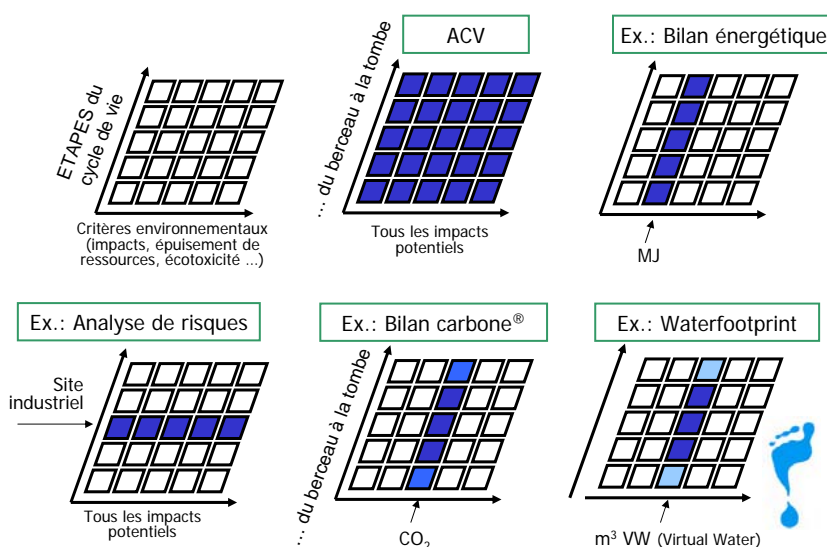 ACV
Ex.: Bilan énergétique
ETAPES du
cycle de vie
... du berceau à la tombe
Critères environnementaux
(impacts, épuisement de
ressources, écotoxicité ...)
Tous les impacts
potentiels
MJ
Ex.: Analyse de risques
Ex.: Bilan carbone®
Ex.: Waterfootprint
Site
industriel
... du berceau à la tombe
Tous les impacts
potentiels
CO₂
m³ VW (Virtual Water)